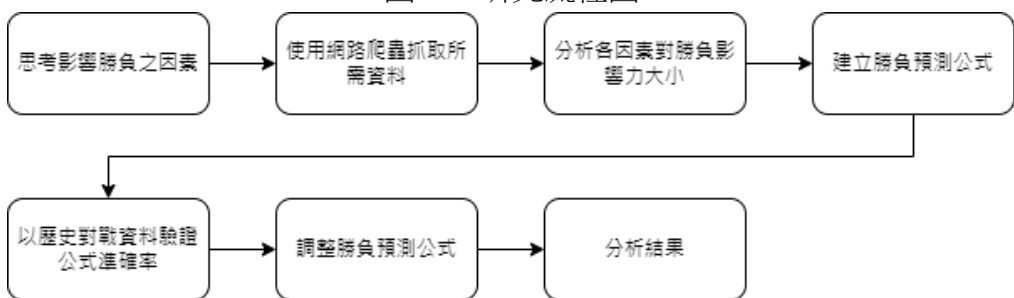 思考影響勝負之因素
使用網路爬蟲抓取所
需資料
分析各因素對勝負影
響力大小
建立勝負預測公式
以歷史對戰資料驗證
公式準確率
調整勝負預測公式
分析結果